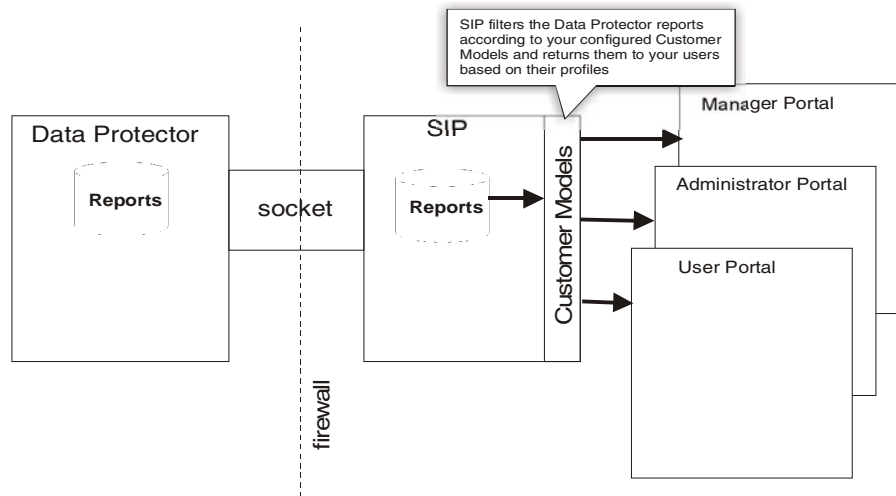 SIP filters the Data Protector reports
according to your configured Customer
Models and returns them to your users
based on their profiles
Data Protector
Reports
socket
firewall
SIP
Reports
Customer Models
Manager Portal
Administrator Portal
User Portal